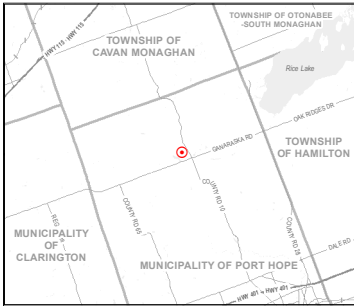 TOWNSHIP OF OTONABEE
-SOUTH MONAGHAN
HWY 115 - HWY 115
TOWNSHIP OF
CAVAN MONAGHAN
Rice Lake
OAK RIDGES DR
GANARASKA RD
TOWNSHIP
OF HAMILTON
COUNTY RD 10
COUNTY RD 65
COUNTY RD 18
DALE RD
MUNICIPALITY
OF
CLARINGTON
MUNICIPALITY OF PORT HOPE
HWY 401 - HWY 401